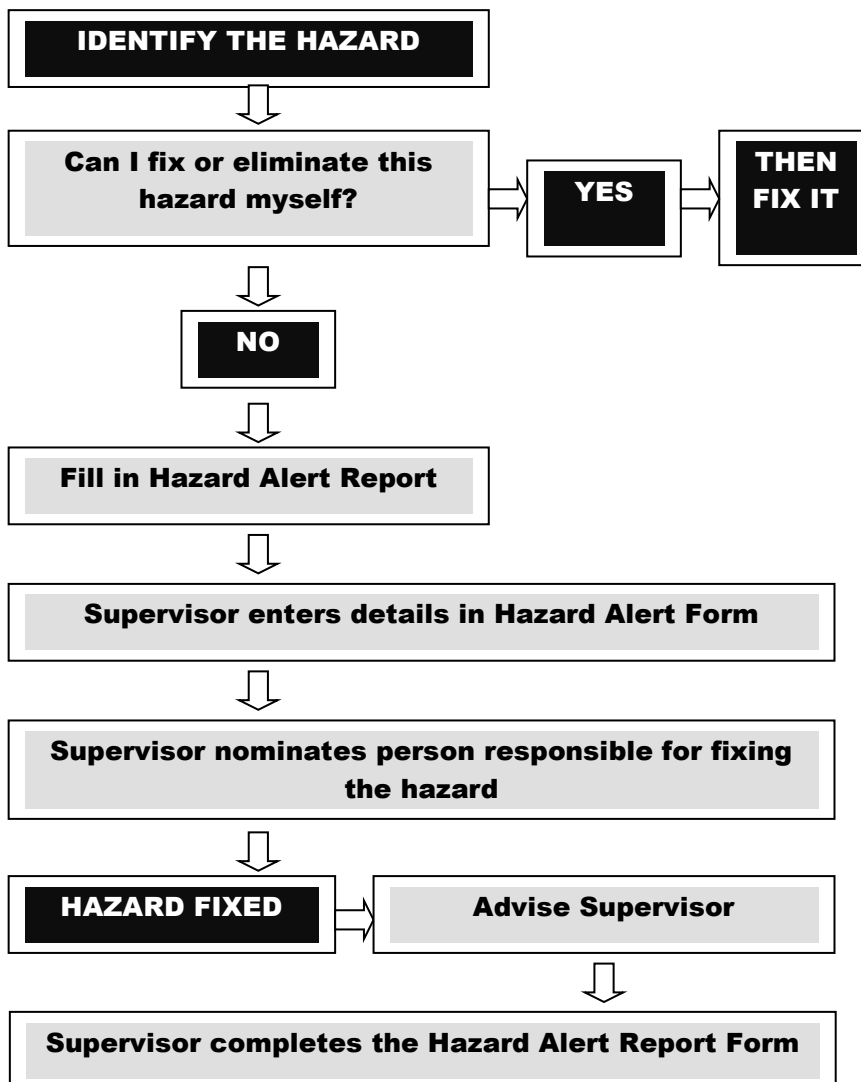 IDENTIFY THE HAZARD
Can I fix or eliminate this
hazard myself?
YES
THEN
FIX IT
NO
Fill in Hazard Alert Report
Supervisor enters details in Hazard Alert Form
Supervisor nominates person responsible for fixing
the hazard
HAZARD FIXED
Advise Supervisor
Supervisor completes the Hazard Alert Report Form